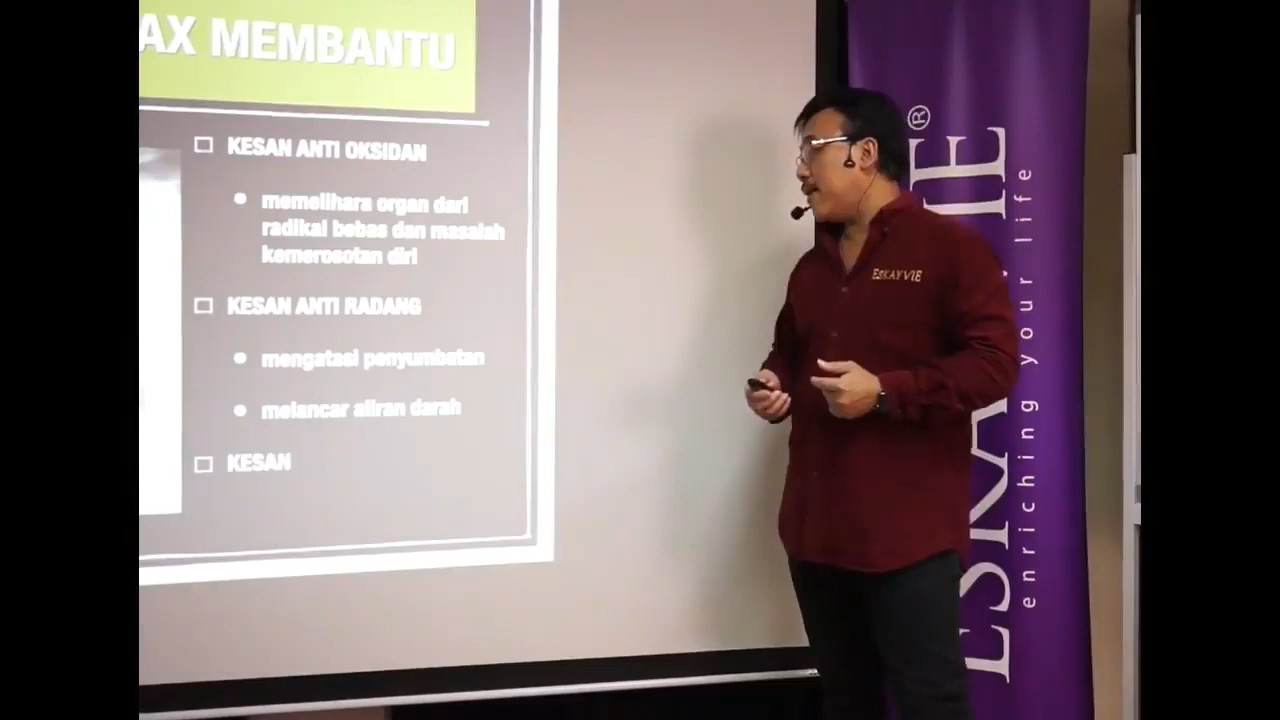 AX MEMBANTU
KESAN ANTI OKSIDAN
memelihara organ dari
radikal bebas dan masalah
kemerosotan diri
KESAN ANTI RADANG
mengatasi penyumbatan
melancar aliran darah
KESAN
ESKAYVIE
ESKAYVIE®
enriching your life